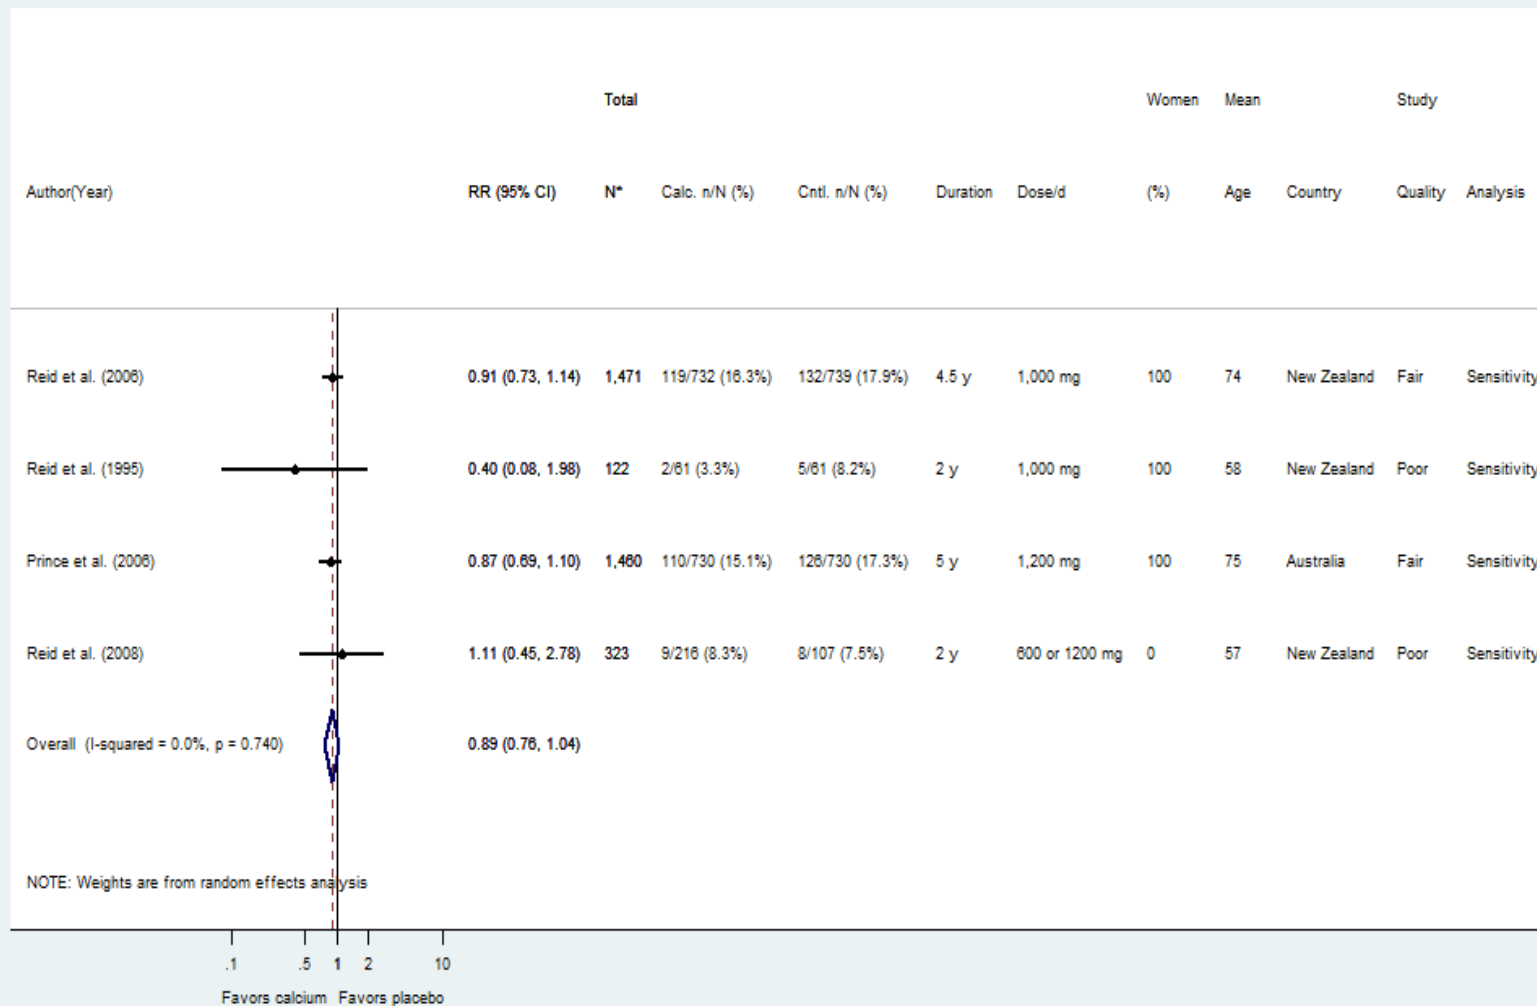 Total Women Mean Study
Author(Year) RR (95% CI) N* Calc. n/N (%) Cntl. n/N (%) Duration Dose/d (%) Age Country Quality Analysis
Reid et al. (2006) 0.91 (0.73, 1.14) 1,471 119/732 (16.3%) 132/739 (17.9%) 4.5 y 1,000 mg 100 74 New Zealand Fair Sensitivity
Reid et al. (1995) 0.40 (0.08, 1.98) 122 2/61 (3.3%) 5/61 (8.2%) 2 y 1,000 mg 100 58 New Zealand Poor Sensitivity
Prince et al. (2006) 0.87 (0.69, 1.10) 1,460 110/730 (15.1%) 126/730 (17.3%) 5 y 1,200 mg 100 75 Australia Fair Sensitivity
Reid et al. (2008) 1.11 (0.45, 2.78) 323 9/216 (8.3%) 8/107 (7.5%) 2 y 600 or 1200 mg 0 57 New Zealand Poor Sensitivity
Overall (I-squared = 0.0%, p = 0.740) 0.89 (0.76, 1.04)
NOTE: Weights are from random effects analysis
.1 .5 1 2 10
Favors calcium Favors placebo